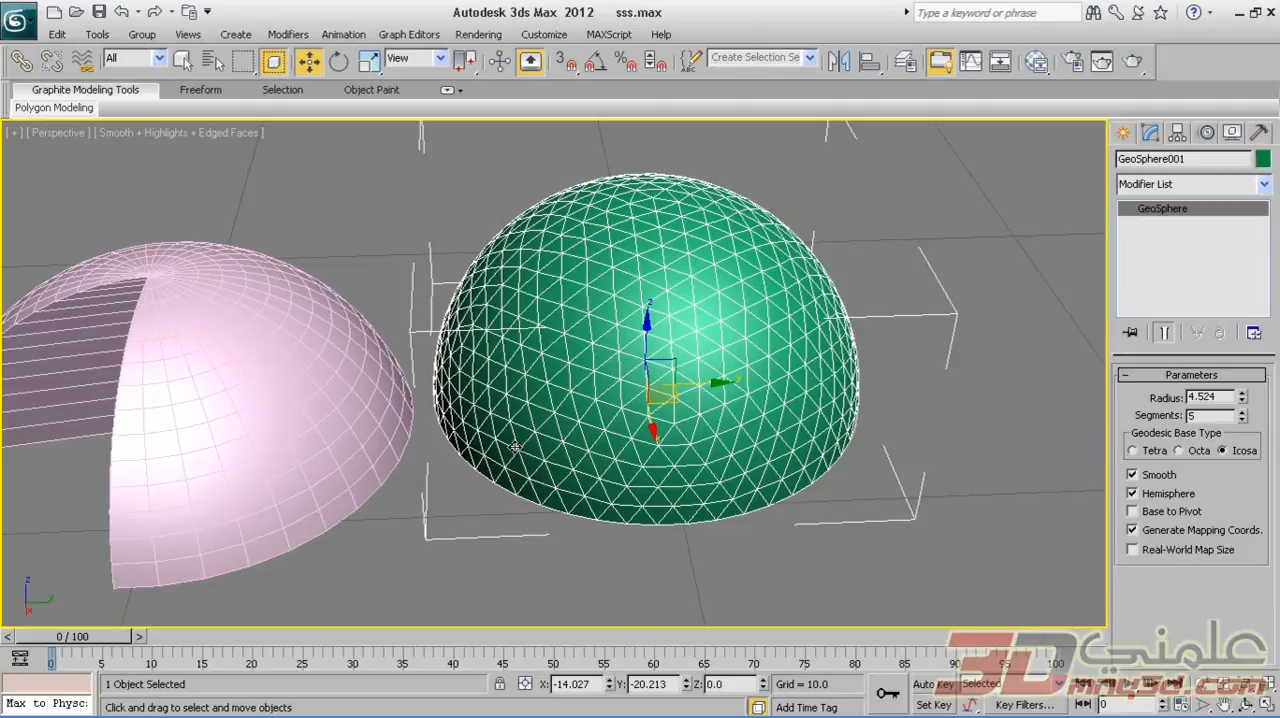 Autodesk 3ds Max 2012 sss.max
Type a keyword or phrase
Edit Tools Group Views Create Modifiers Animation Graph Editors Rendering Customize MAXScript Help
All View Create Selection Se
Graphite Modeling Tools Freeform Selection Object Paint
Polygon Modeling
[ + ] [ Perspective ] [ Smooth + Highlights + Edged Faces ]
GeoSphere001
Modifier List
GeoSphere
Parameters
Radius: 4.524
Segments: 5
Geodesic Base Type
Tetra Octa Icosa
Smooth
Hemisphere
Base to Pivot
Generate Mapping Coords.
Real-World Map Size
z
y
x
0 / 100
0 5 10 15 20 25 30 35 40 45 50 55 60 65 70 75 80 85 90 95 100
1 Object Selected X: -14.027 Y: -20.213 Z: 0.0 Grid = 10.0 Auto Key Selected
Max to Physc: Click and drag to select and move objects Add Time Tag Set Key Key Filters... 0
علمني
3D